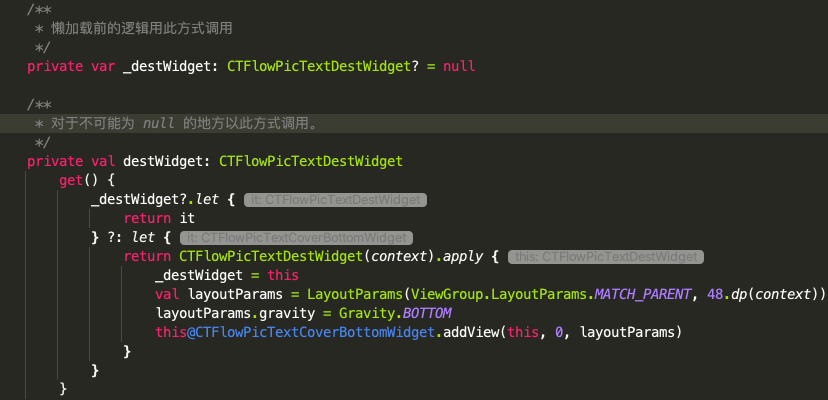 /**
 * 懒加载前的逻辑用此方式调用
 */
private var _destWidget: CTFlowPicTextDestWidget? = null
/**
 * 对于不可能为 null 的地方以此方式调用。
 */
private val destWidget: CTFlowPicTextDestWidget
get() {
_destWidget?.let { it: CTFlowPicTextDestWidget
return it
} ?: let { it: CTFlowPicTextCoverBottomWidget
return CTFlowPicTextDestWidget(context).apply { this: CTFlowPicTextDestWidget
_destWidget = this
val layoutParams = LayoutParams(ViewGroup.LayoutParams.MATCH_PARENT, 48.dp(context))
layoutParams.gravity = Gravity.BOTTOM
this@CTFlowPicTextCoverBottomWidget.addView(this, 0, layoutParams)
}
}
}